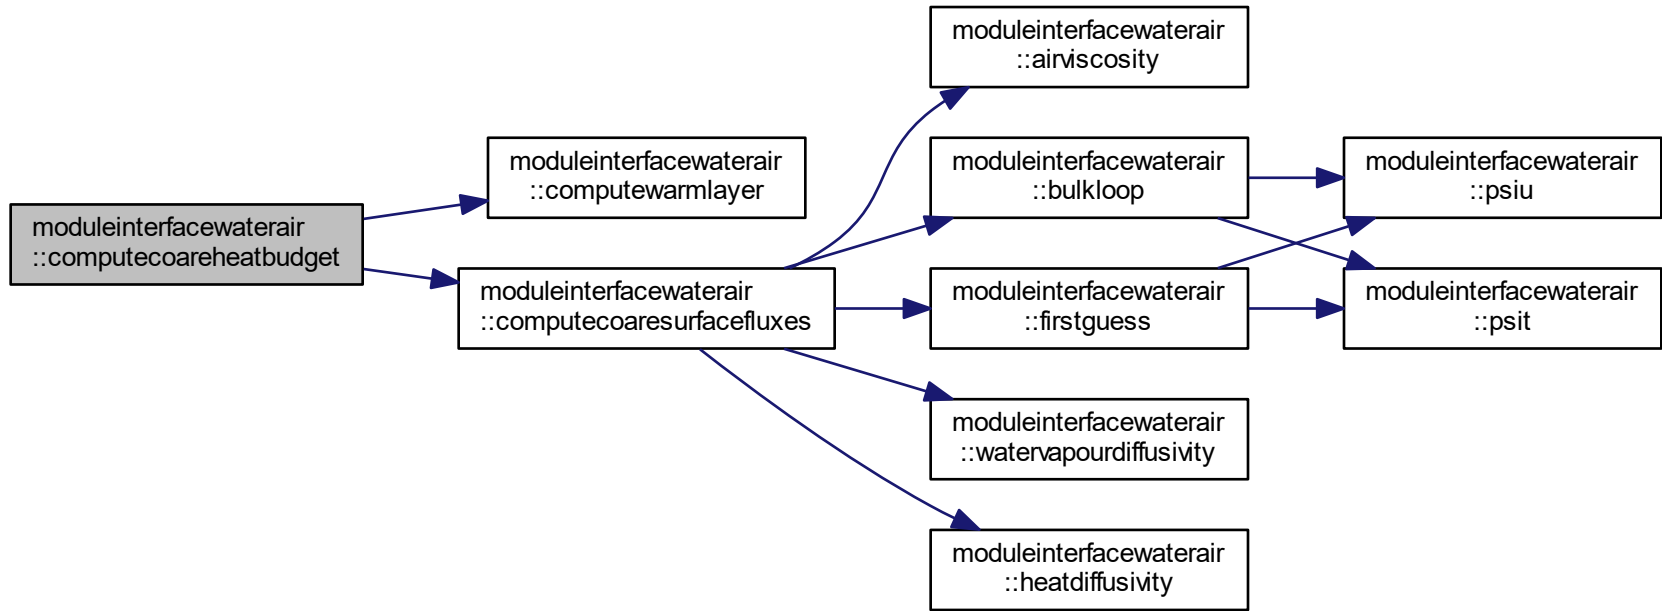 moduleinterfacewaterair
::computecoareheatbudget
moduleinterfacewaterair
::computewarmlayer
moduleinterfacewaterair
::computecoaresurfacefluxes
moduleinterfacewaterair
::airviscosity
moduleinterfacewaterair
::bulkloop
moduleinterfacewaterair
::firstguess
moduleinterfacewaterair
::watervapourdiffusivity
moduleinterfacewaterair
::heatdiffusivity
moduleinterfacewaterair
::psiu
moduleinterfacewaterair
::psit